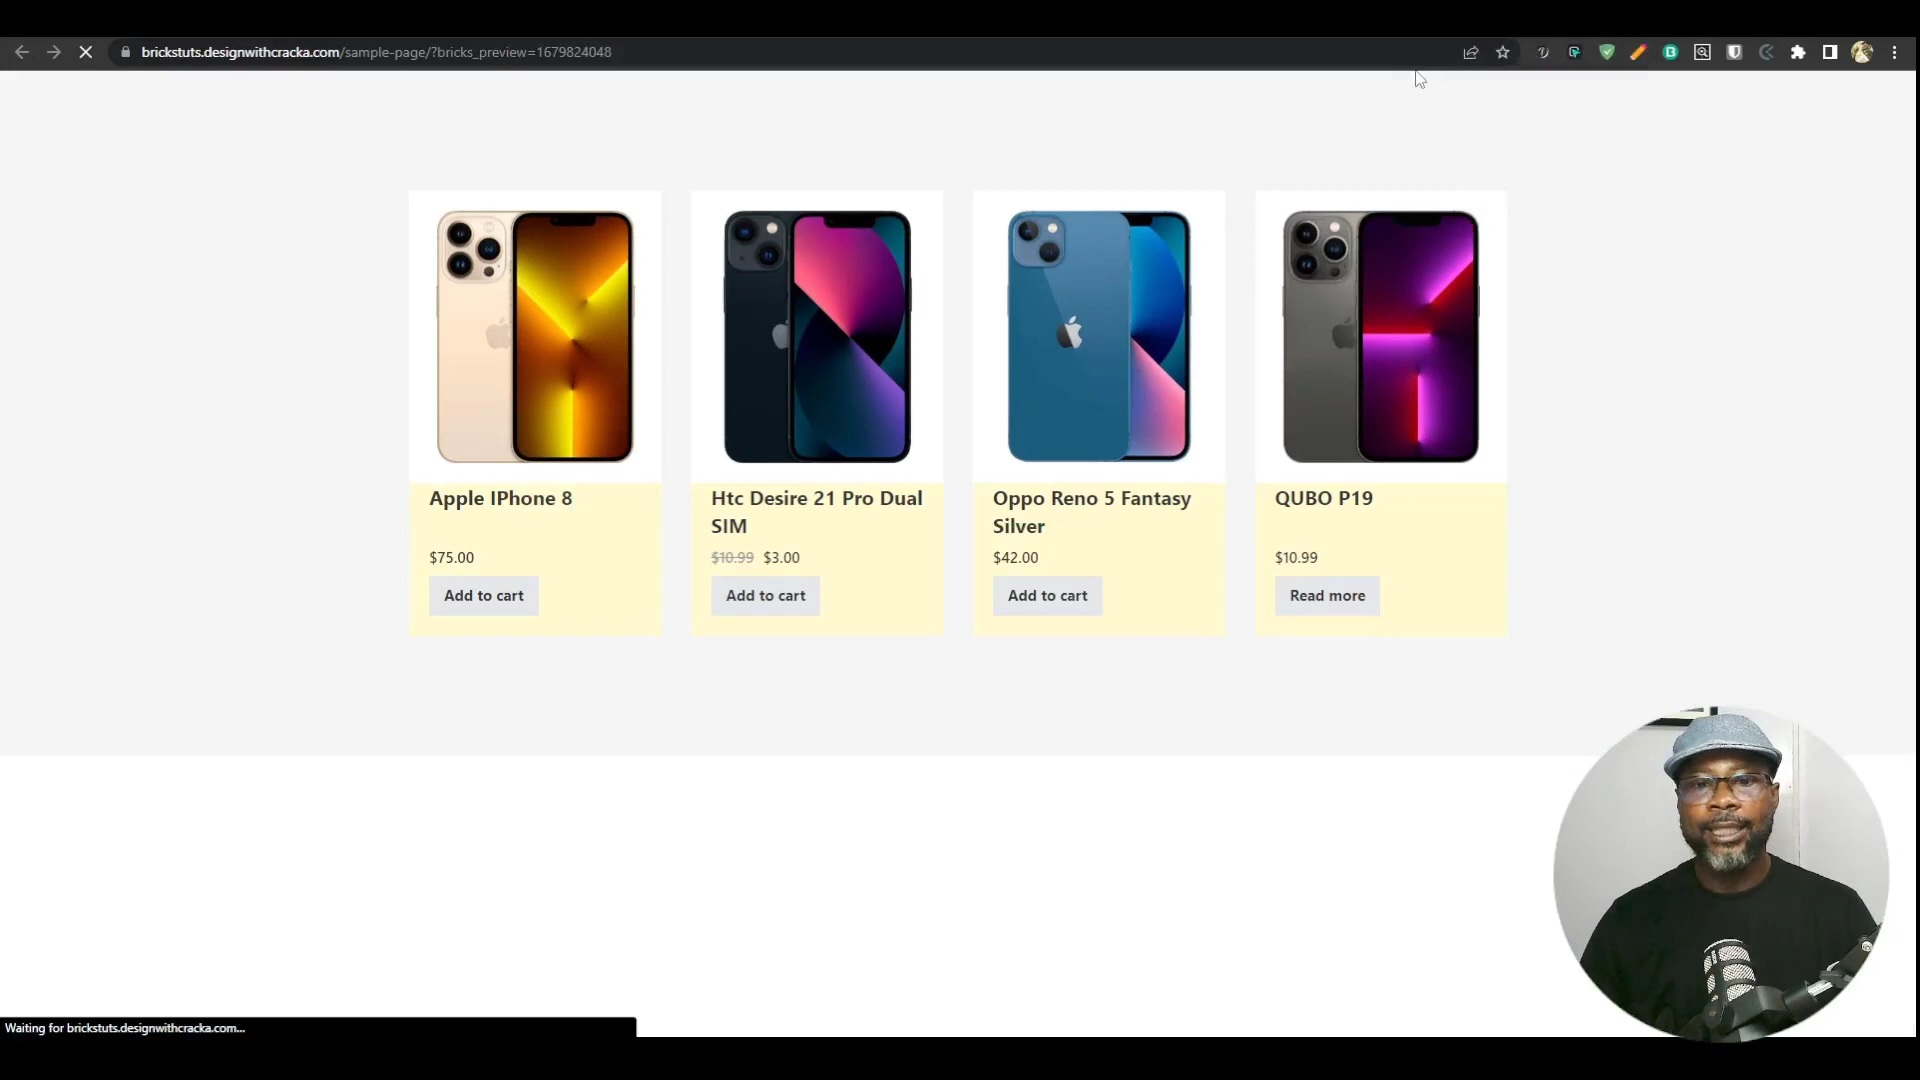 brickstuts.designwithcracka.com/sample-page/?bricks_preview=1679824048
Apple IPhone 8
$75.00
Add to cart
Htc Desire 21 Pro Dual
SIM
$10.99 $3.00
Add to cart
Oppo Reno 5 Fantasy
Silver
$42.00
Add to cart
QUBO P19
$10.99
Read more
Waiting for brickstuts.designwithcracka.com...